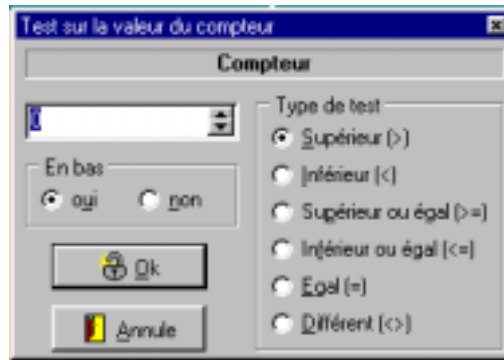 Test sur la valeur du compteur
Compteur
0
En bas
oui
non
Ok
Annule
Type de test
Supérieur (>)
Inférieur (<)
Supérieur ou égal (>=)
Inférieur ou égal (<=)
Egal (=)
Différent (<>)